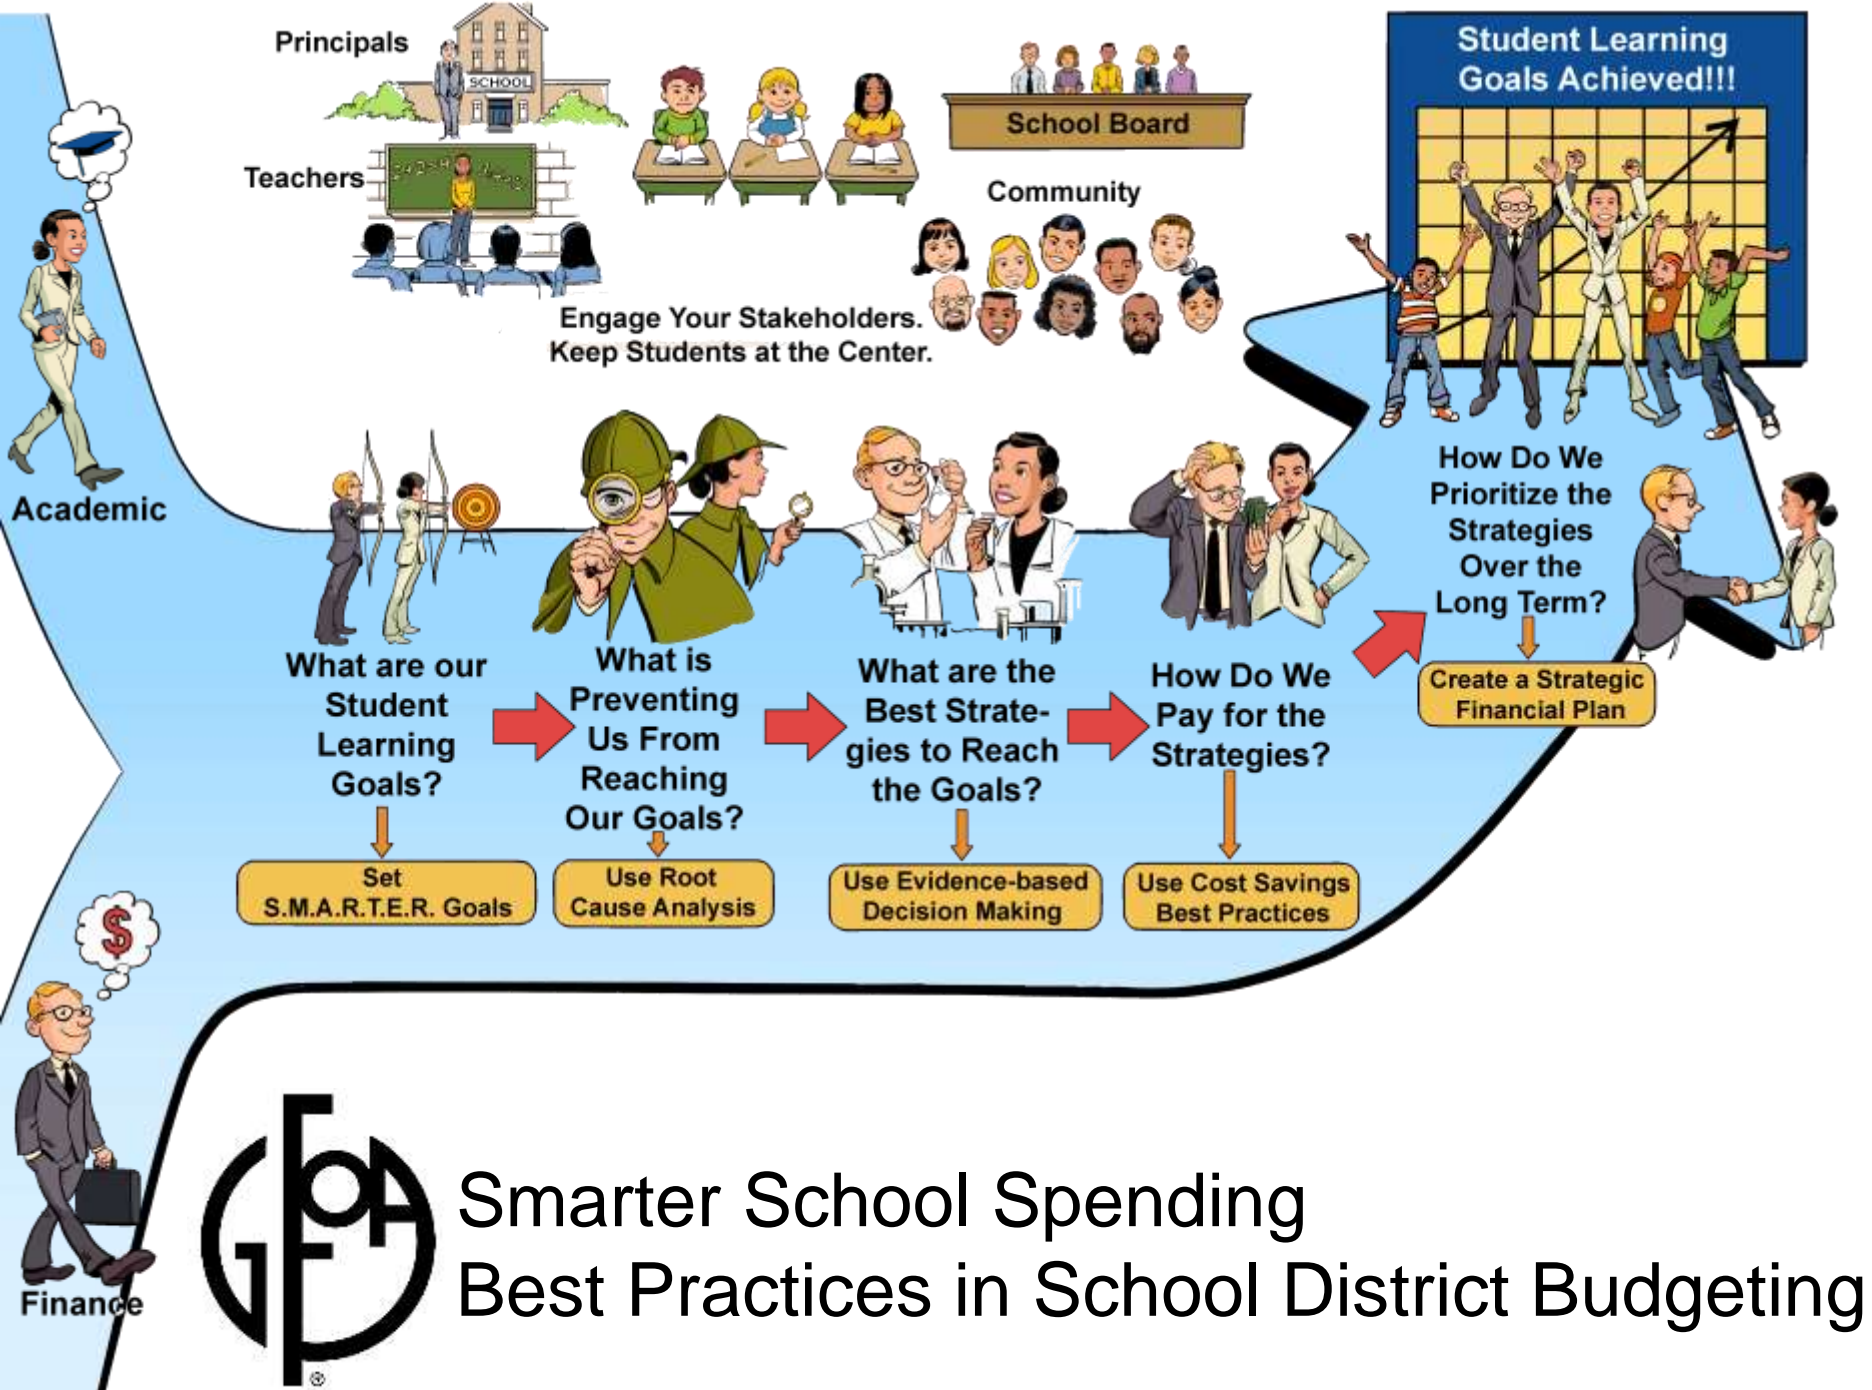 Principals
SCHOOL
Teachers
School Board
Community
Engage Your Stakeholders.
Keep Students at the Center.
Student Learning
Goals Achieved!!!
Academic
What are our
Student
Learning
Goals?
Set
S.M.A.R.T.E.R. Goals
What is
Preventing
Us From
Reaching
Our Goals?
Use Root
Cause Analysis
What are the
Best Strate-
gies to Reach
the Goals?
Use Evidence-based
Decision Making
How Do We
Pay for the
Strategies?
Use Cost Savings
Best Practices
How Do We
Prioritize the
Strategies
Over the
Long Term?
Create a Strategic
Financial Plan
$
Finance
GFOA
®
Smarter School Spending
Best Practices in School District Budgeting